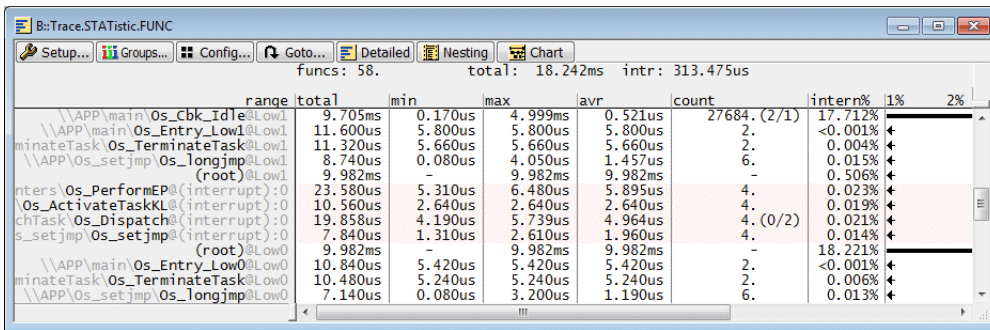 B::Trace.STATistic.FUNC
Setup... Groups... Config... Goto... Detailed Nesting Chart
funcs: 58. total: 18.242ms intr: 313.475us
range total min max avr count intern% 1% 2%
\\APP\main\Os_Cbk_Idle@Low1 9.705ms 0.170us 4.999ms 0.521us 27684.(2/1) 17.712%
\\APP\main\Os_Entry_Low1@Low1 11.600us 5.800us 5.800us 5.800us 2. <0.001%
minateTask\Os_TerminateTask@Low1 11.320us 5.660us 5.660us 5.660us 2. 0.004%
\\APP\Os_setjmp\Os_longjmp@Low1 8.740us 0.080us 4.050us 1.457us 6. 0.015%
(root)@Low1 9.982ms - 9.982ms 9.982ms - 0.506%
nters\Os_PerformEP@(interrupt):0 23.580us 5.310us 6.480us 5.895us 4. 0.023%
\Os_ActivateTaskKL@(interrupt):0 10.560us 2.640us 2.640us 2.640us 4. 0.019%
chTask\Os_Dispatch@(interrupt):0 19.858us 4.190us 5.739us 4.964us 4.(0/2) 0.021%
s_setjmp\Os_setjmp@(interrupt):0 7.840us 1.310us 2.610us 1.960us 4. 0.014%
(root)@Low0 9.982ms - 9.982ms 9.982ms - 18.221%
\\APP\main\Os_Entry_Low0@Low0 10.840us 5.420us 5.420us 5.420us 2. <0.001%
minateTask\Os_TerminateTask@Low0 10.480us 5.240us 5.240us 5.240us 2. 0.006%
\\APP\Os_setjmp\Os_longjmp@Low0 7.140us 0.080us 3.200us 1.190us 6. 0.013%